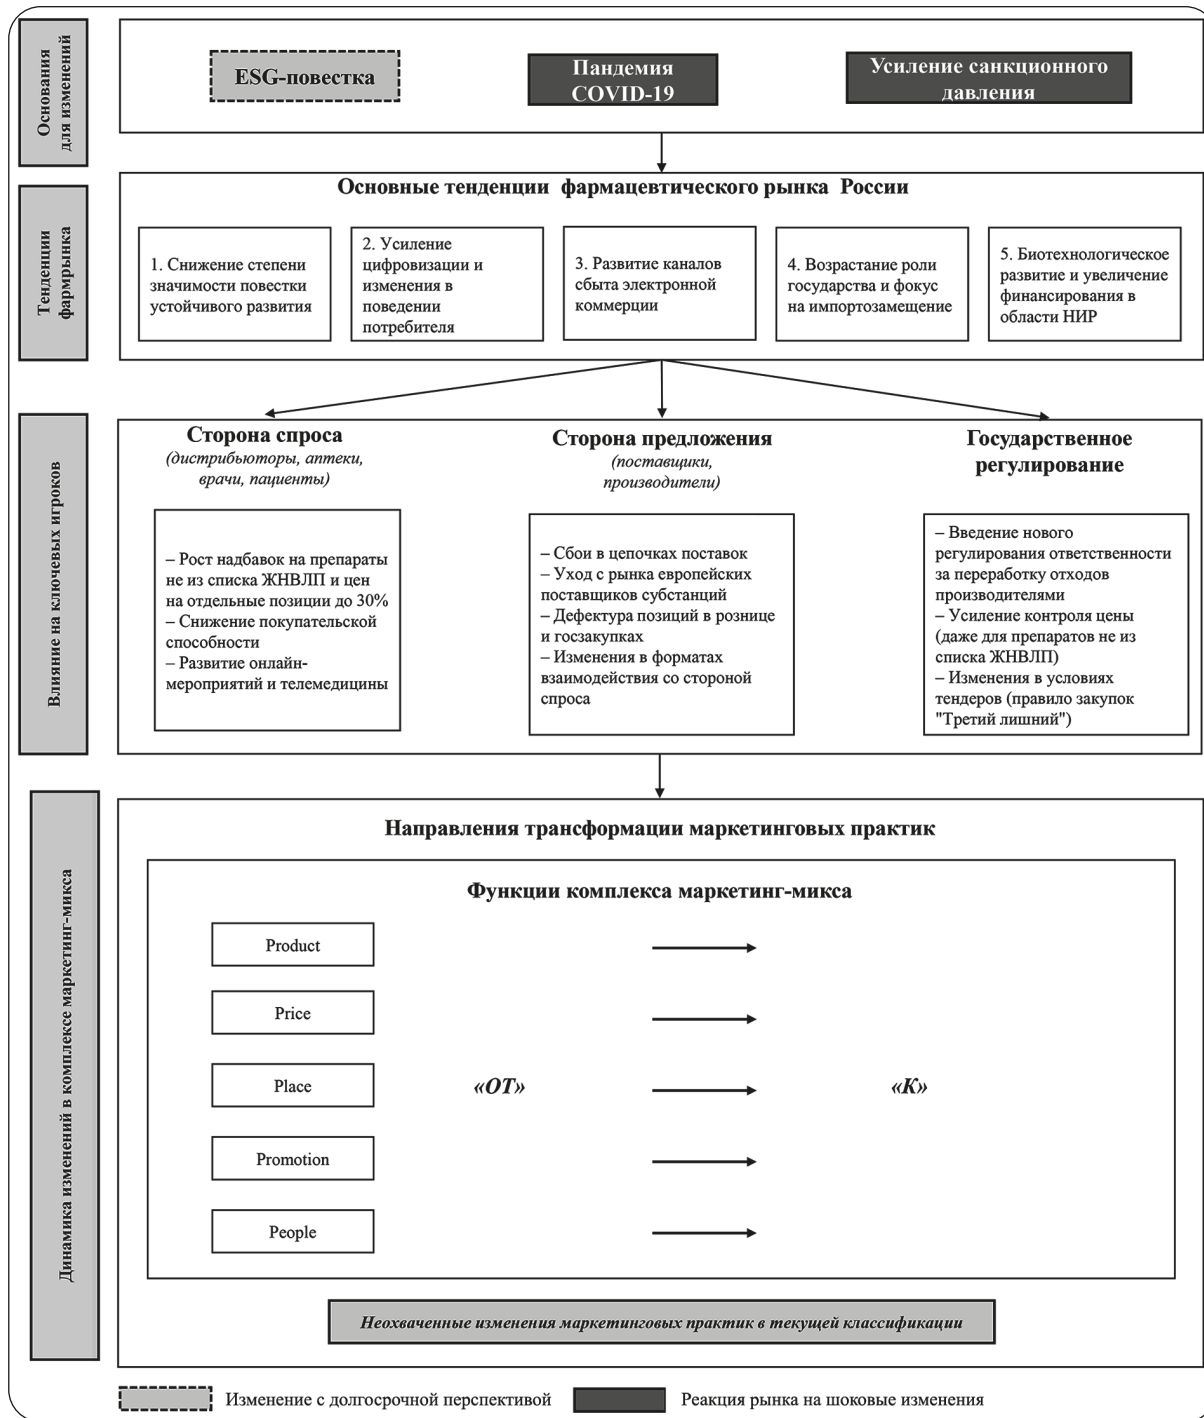 Основания
для изменений
ESG-повестка
Пандемия
COVID-19
Усиление санкционного
давления
Тенденции
фармрынка
Основные тенденции фармацевтического рынка России
1. Снижение степени
значимости повестки
устойчивого развития
2. Усиление
цифровизации и
изменения в
поведении
потребителя
3. Развитие каналов
сбыта электронной
коммерции
4. Возрастание роли
государства и фокус
на импортозамещение
5. Биотехнологическое
развитие и увеличение
финансирования в
области НИР
Влияние на ключевых игроков
Сторона спроса
(дистрибьюторы, аптеки,
врачи, пациенты)
– Рост надбавок на препараты
не из списка ЖНВЛП и цен
на отдельные позиции до 30%
– Снижение покупательской
способности
– Развитие онлайн-
мероприятий и телемедицины
Сторона предложения
(поставщики,
производители)
– Сбои в цепочках поставок
– Уход с рынка европейских
поставщиков субстанций
– Дефектура позиций в рознице
и госзакупках
– Изменения в форматах
взаимодействия со стороной
спроса
Государственное
регулирование
– Введение нового
регулирования ответственности
за переработку отходов
производителями
– Усиление контроля цены
(даже для препаратов не из
списка ЖНВЛП)
– Изменения в условиях
тендеров (правило закупок
"Третий лишний")
Динамика изменений в комплексе маркетинг-микса
Направления трансформации маркетинговых практик
Функции комплекса маркетинг-микса
Product
Price
Place
«ОТ»
«К»
Promotion
People
Неохваченные изменения маркетинговых практик в текущей классификации
Изменение с долгосрочной перспективой
Реакция рынка на шоковые изменения